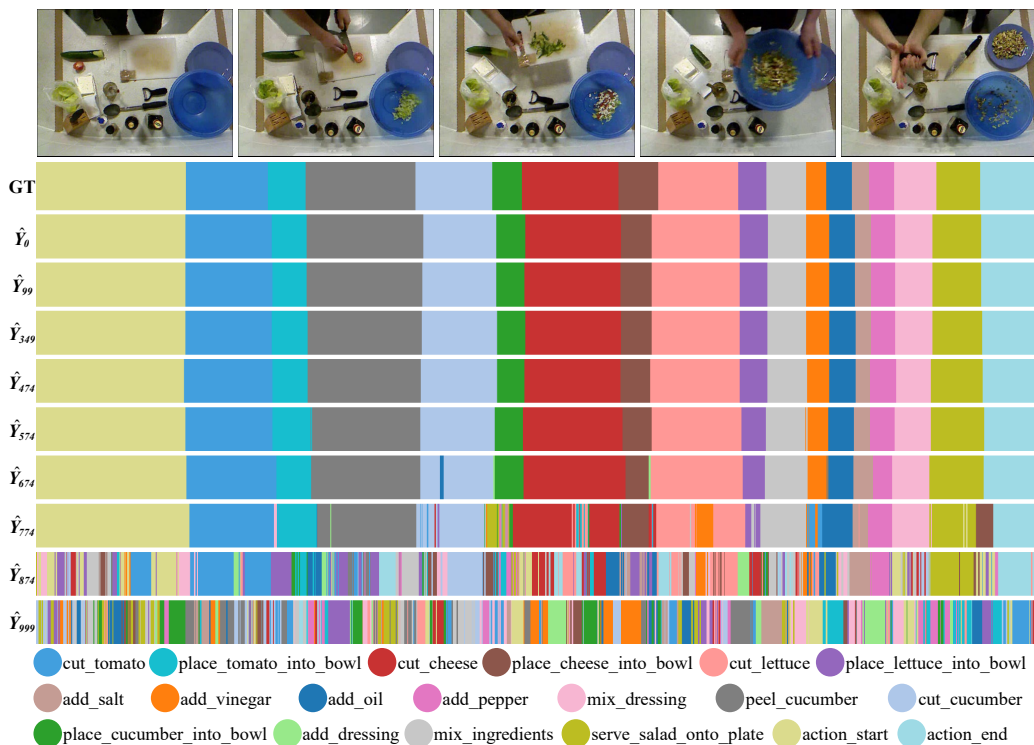 GT
Ŷ₀
Ŷ₉₉
Ŷ₃₄₉
Ŷ₄₇₄
Ŷ₅₇₄
Ŷ₆₇₄
Ŷ₇₇₄
Ŷ₈₇₄
Ŷ₉₉₉
cut_tomato place_tomato_into_bowl cut_cheese place_cheese_into_bowl cut_lettuce place_lettuce_into_bowl
add_salt add_vinegar add_oil add_pepper mix_dressing peel_cucumber cut_cucumber
place_cucumber_into_bowl add_dressing mix_ingredients serve_salad_onto_plate action_start action_end